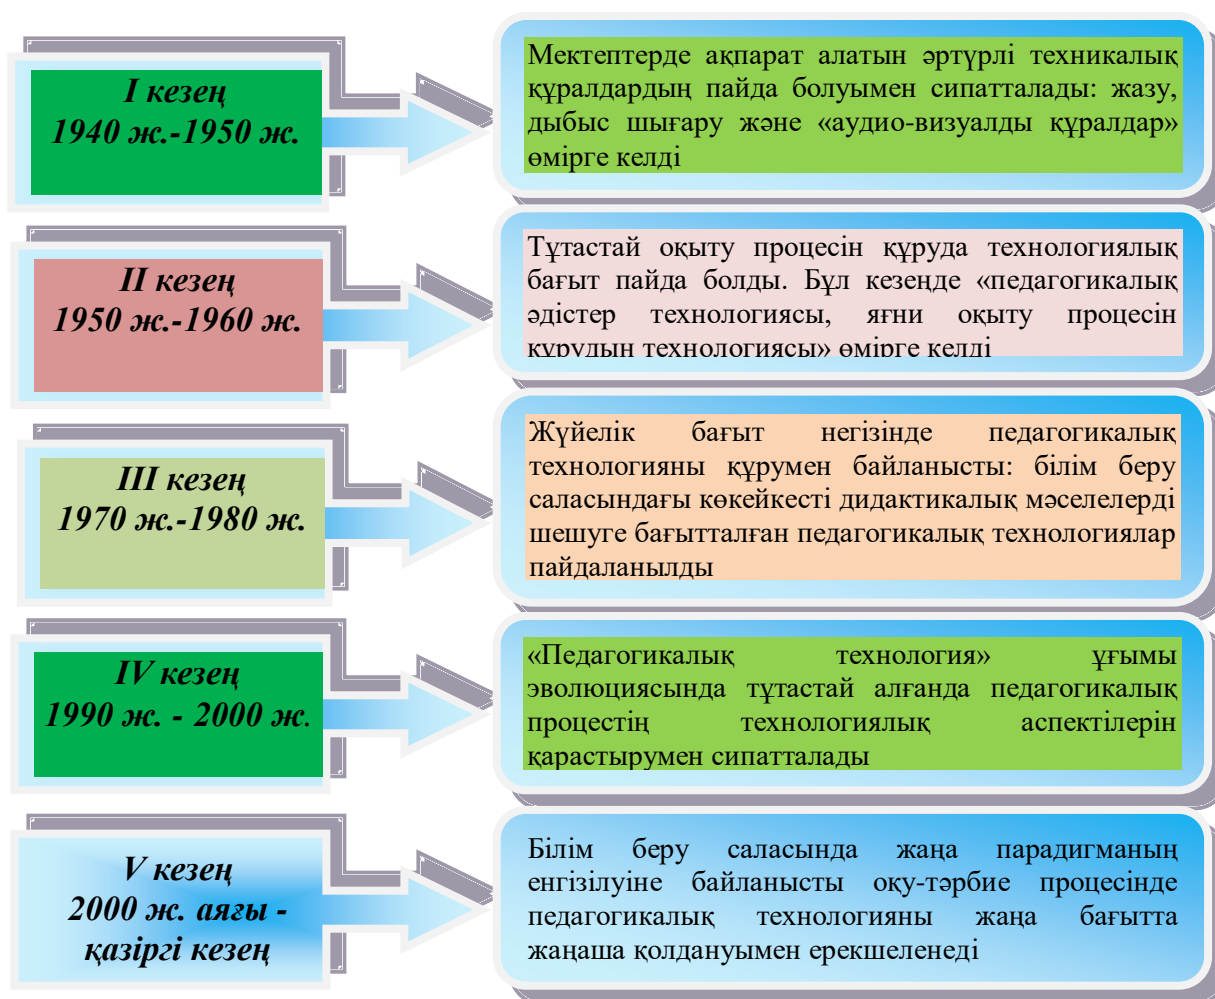 I кезең
1940 ж.-1950 ж.
Мектептерде ақпарат алатын әртүрлі техникалық
құралдардың пайда болуымен сипатталады: жазу,
дыбыс шығару және «аудио-визуалды құралдар»
өмірге келді
II кезең
1950 ж.-1960 ж.
Тұтастай оқыту процесін құруда технологиялық
бағыт пайда болды. Бұл кезеңде «педагогикалық
әдістер технологиясы, яғни оқыту процесін
құрудың технологиясы» өмірге келді
III кезең
1970 ж.-1980 ж.
Жүйелік бағыт негізінде педагогикалық
технологияны құрумен байланысты: білім беру
саласындағы көкейкесті дидактикалық мәселелерді
шешуге бағытталған педагогикалық технологиялар
пайдаланылды
IV кезең
1990 ж. - 2000 ж.
«Педагогикалық технология» ұғымы
эволюциясында тұтастай алғанда педагогикалық
процестің технологиялық аспектілерін
қарастырумен сипатталады
V кезең
2000 ж. аяғы -
қазіргі кезең
Білім беру саласында жаңа парадигманың
енгізілуіне байланысты оқу-тәрбие процесінде
педагогикалық технологияны жаңа бағытта
жаңаша қолдануымен ерекшеленеді